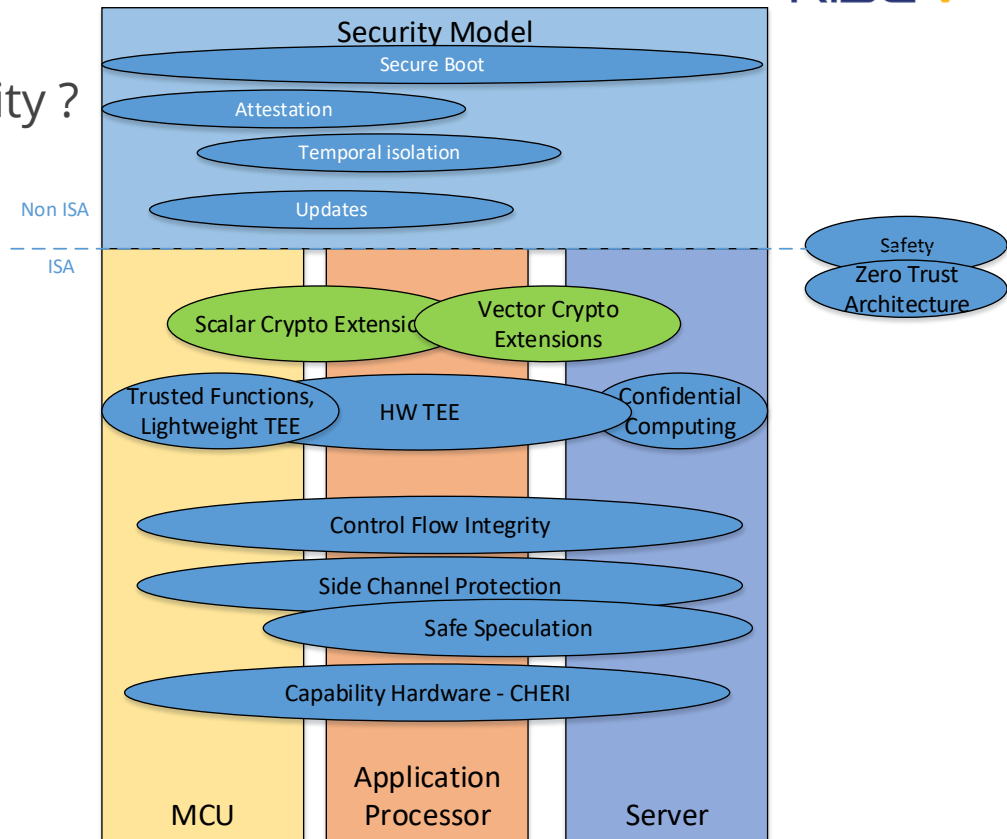 Security Model
Secure Boot
ity ?
Attestation
Temporal isolation
Non ISA
Updates
ISA
Safety
Zero Trust
Architecture
Scalar Crypto Extensio
Vector Crypto
Extensions
Trusted Functions,
Lightweight TEE
HW TEE
Confidential
Computing
Control Flow Integrity
Side Channel Protection
Safe Speculation
Capability Hardware - CHERI
MCU
Application
Processor
Server